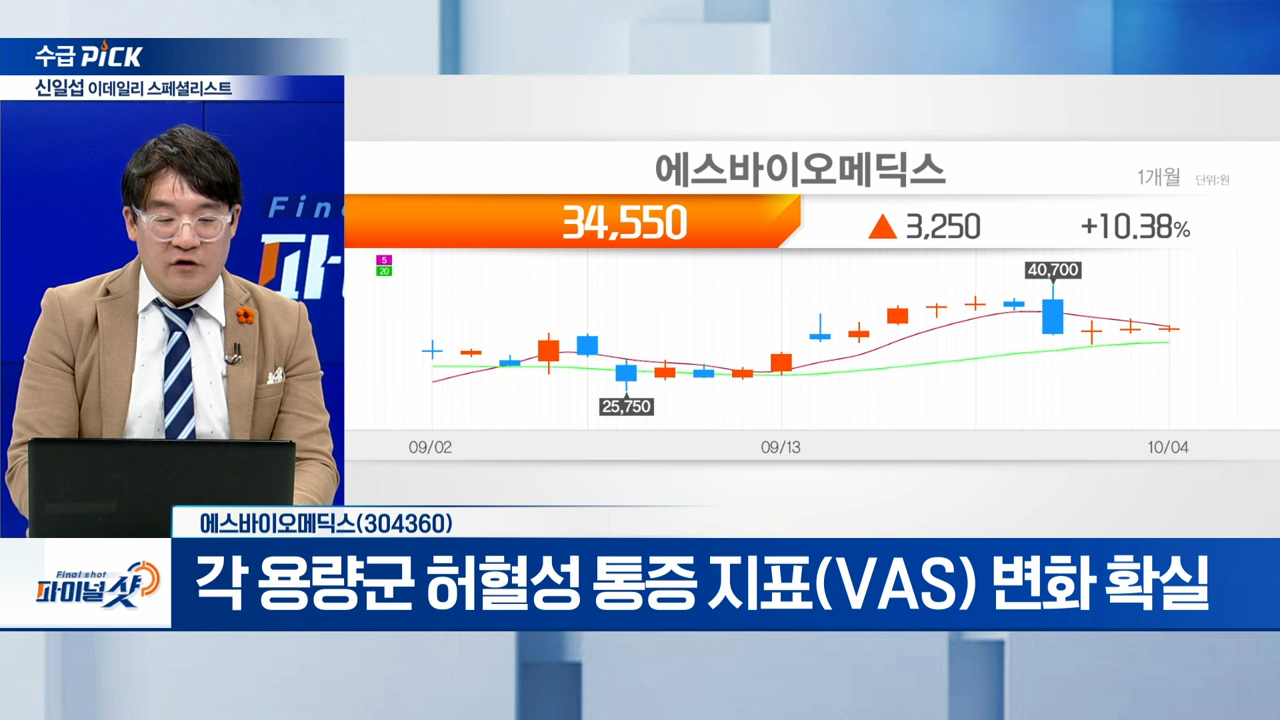 수급 PiCK
신일섭 이데일리 스페셜리스트
Fin
파
에스바이오메딕스
1개월 단위:원
34,550 ▲ 3,250 +10.38%
5
20
40,700
25,750
09/02 09/13 10/04
에스바이오메딕스(304360)
Final shot
파이널샷
각 용량군 허혈성 통증 지표(VAS) 변화 확실